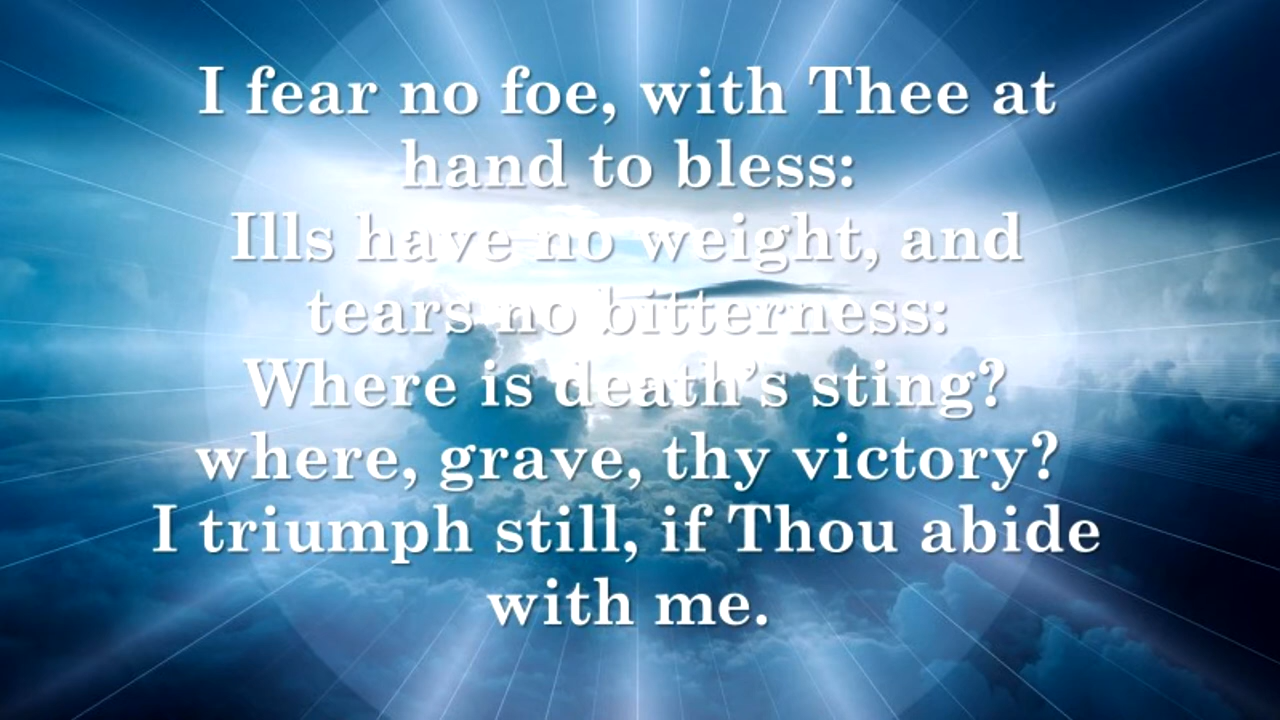 I fear no foe, with Thee at
hand to bless:
Ills have no weight, and
tears no bitterness:
Where is death’s sting?
where, grave, thy victory?
I triumph still, if Thou abide
with me.